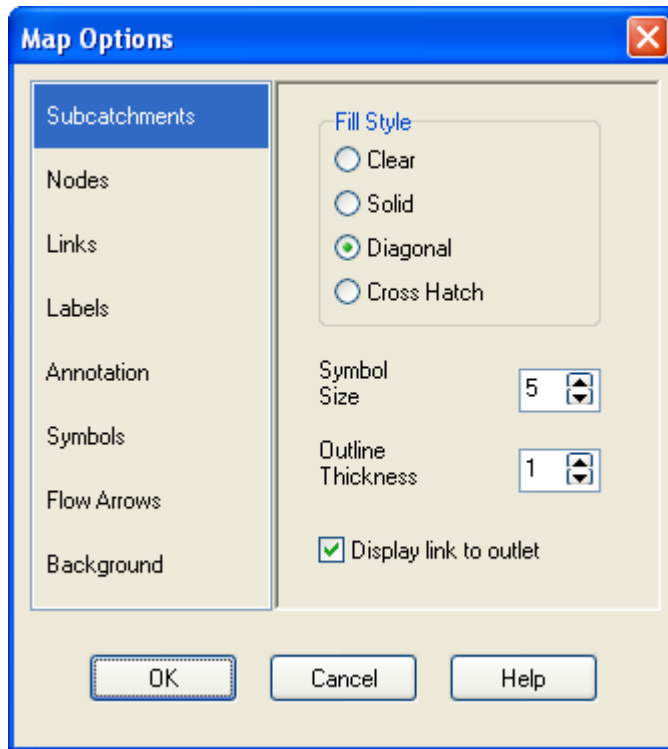 Map Options
Subcatchments
Nodes
Links
Labels
Annotation
Symbols
Flow Arrows
Background
Fill Style
Clear
Solid
Diagonal
Cross Hatch
Symbol
Size
5
Outline
Thickness
1
Display link to outlet
OK
Cancel
Help